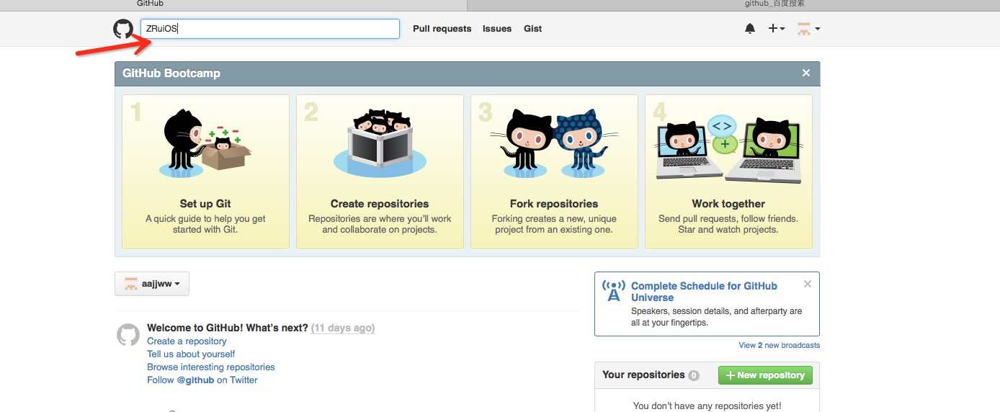 GitHub
github_百度搜索
ZRuiOS
Pull requests
Issues
Gist
GitHub Bootcamp
1
2
3
4
Set up Git
A quick guide to help you get
started with Git.
Create repositories
Repositories are where you'll work
and collaborate on projects.
Fork repositories
Forking creates a new, unique
project from an existing one.
Work together
Send pull requests, follow friends.
Star and watch projects.
aajjww
Welcome to GitHub! What's next? (11 days ago)
Create a repository
Tell us about yourself
Browse interesting repositories
Follow @github on Twitter
Complete Schedule for GitHub
Universe
Speakers, session details, and afterparty are
all at your fingertips.
View 2 new broadcasts
Your repositories 0
New repository
You don't have any repositories yet!